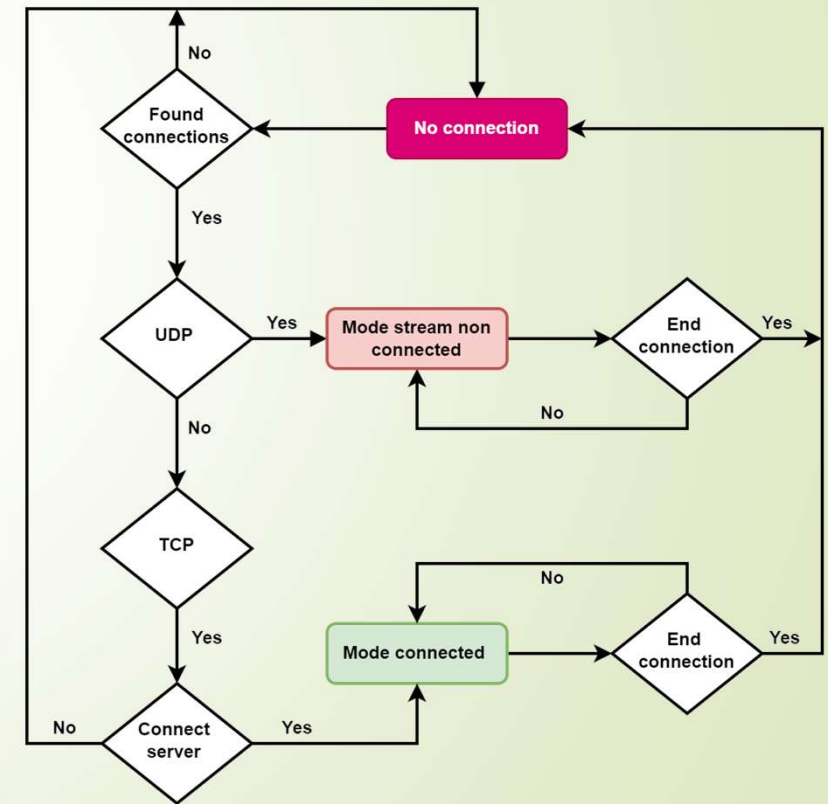 No
Found
connections
No connection
Yes
UDP
Yes
Mode stream non
connected
End
connection
Yes
No
No
TCP
No
Yes
Mode connected
End
connection
Yes
No
Connect
server
Yes